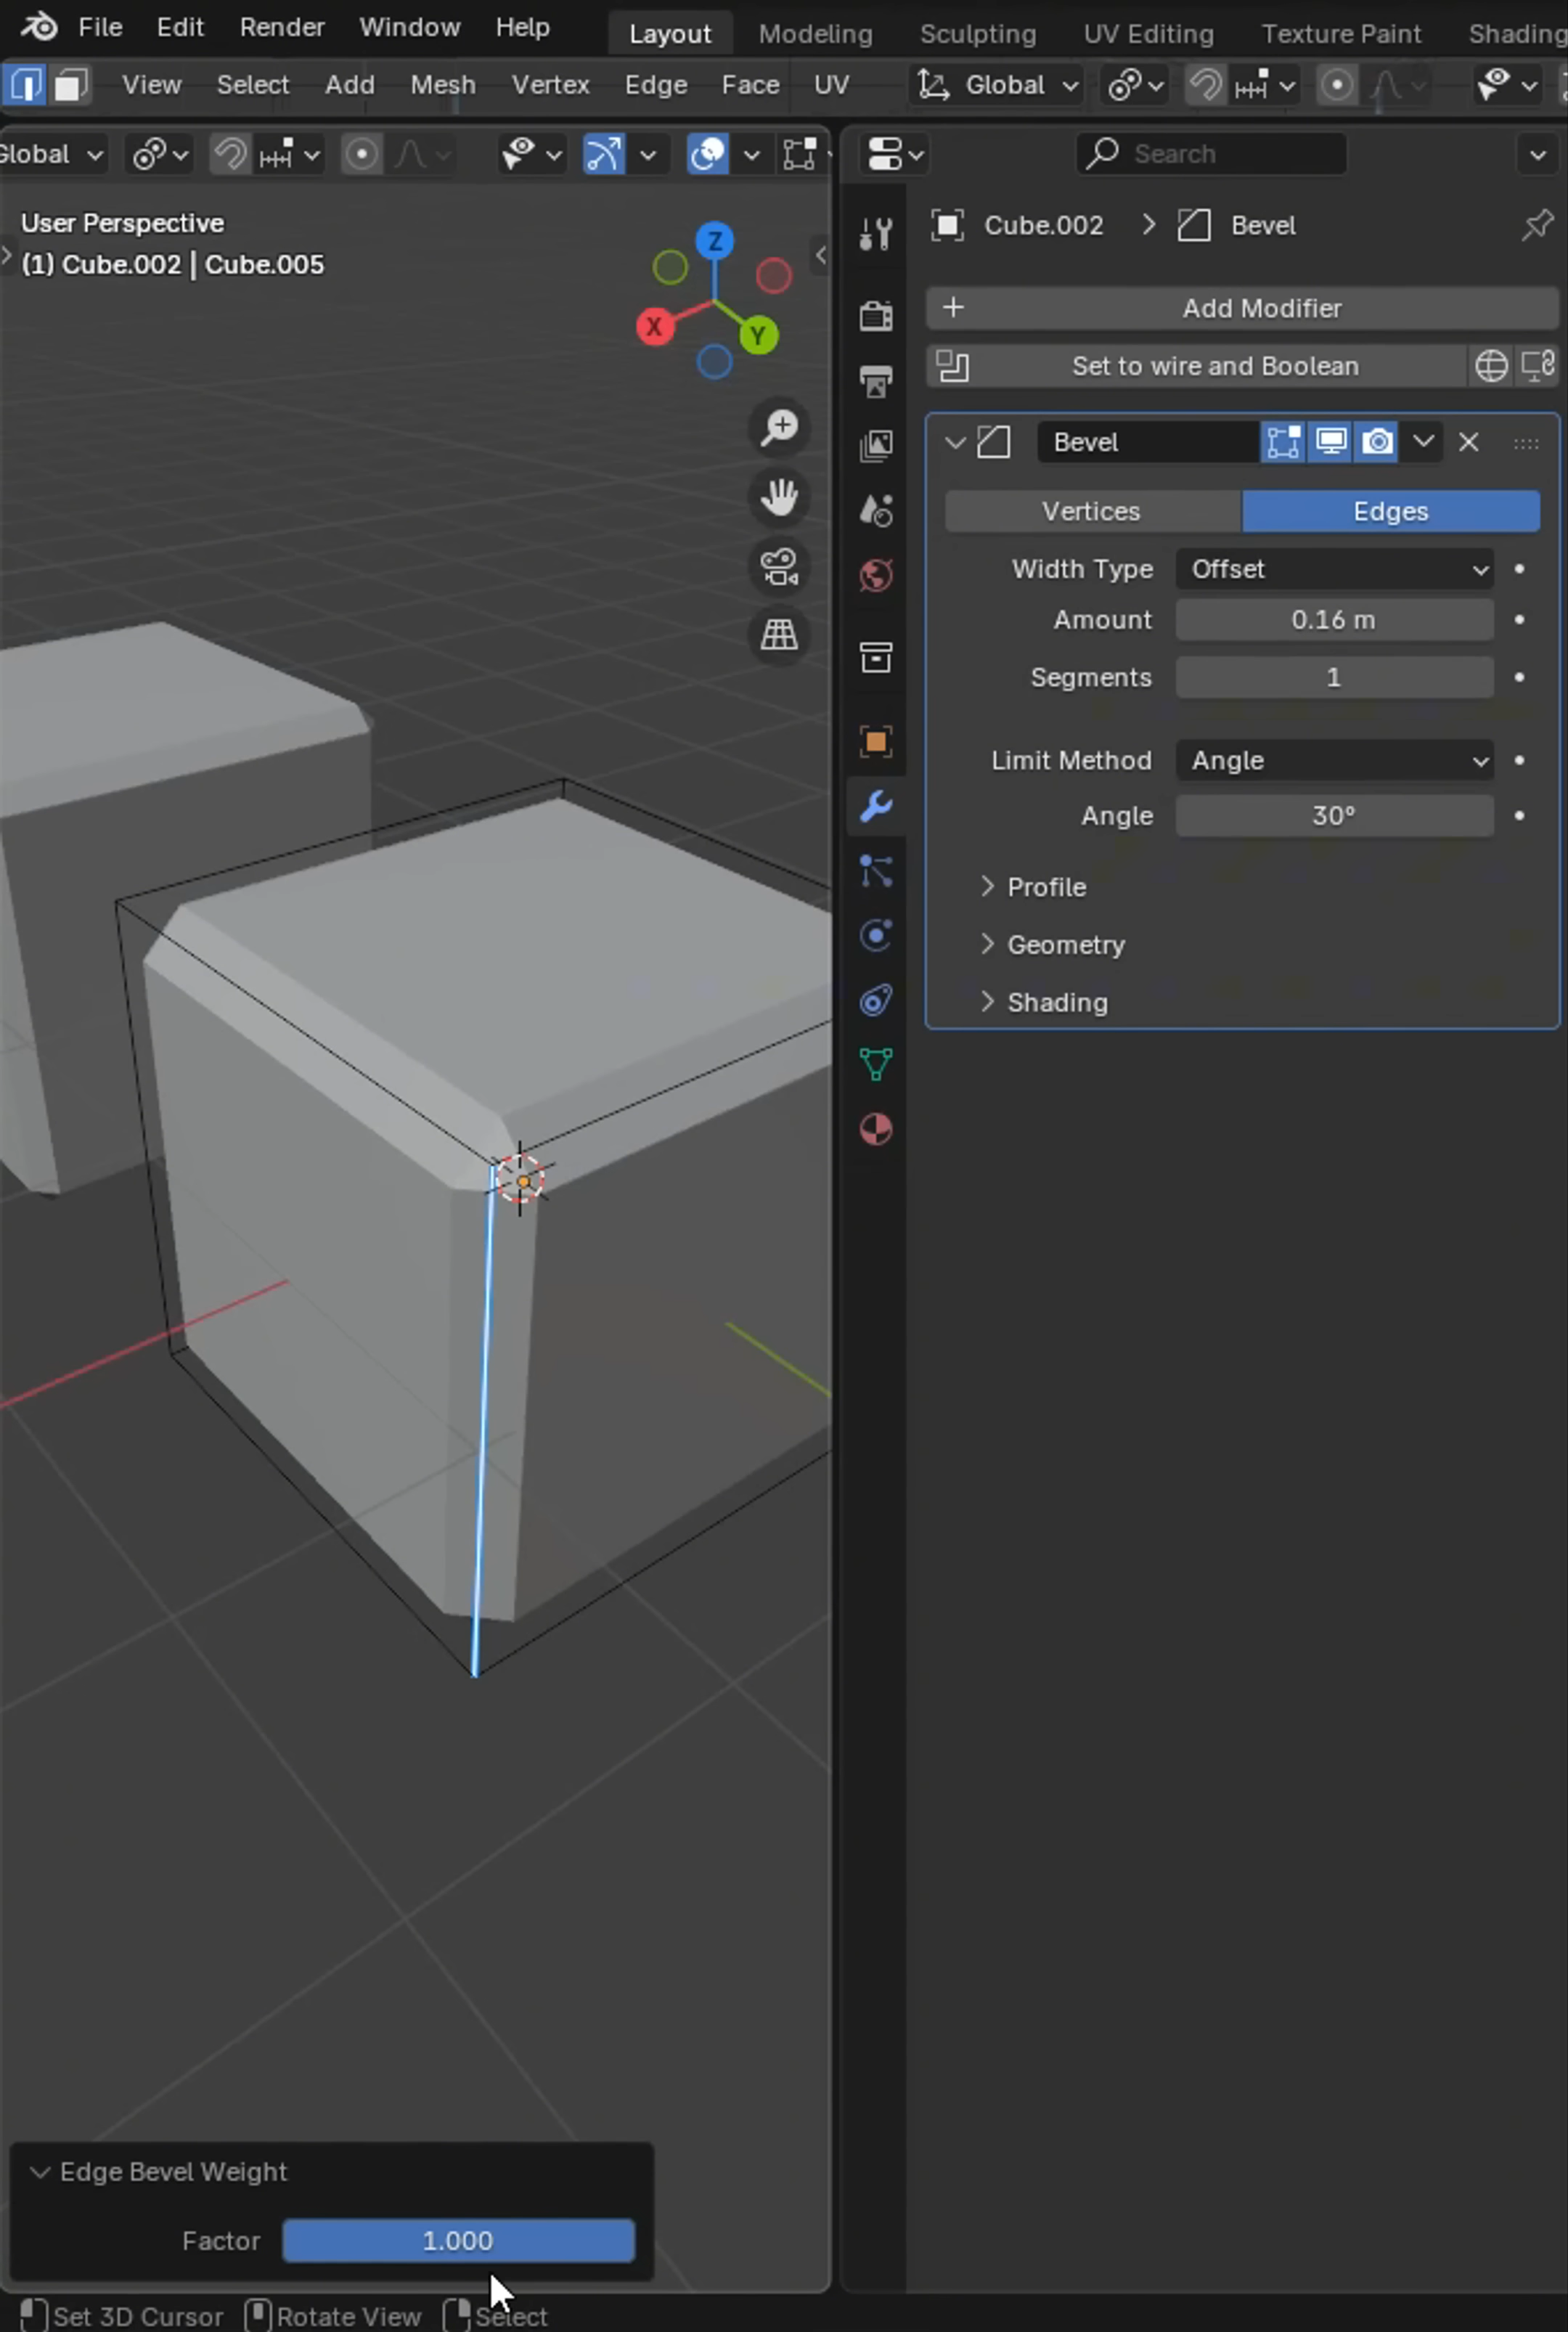 File Edit Render Window Help Layout Modeling Sculpting UV Editing Texture Paint Shading
View Select Add Mesh Vertex Edge Face UV Global
Global
Search
User Perspective
(1) Cube.002 | Cube.005
Z
X
Y
Cube.002 > Bevel
+ Add Modifier
Set to wire and Boolean
Bevel
Vertices Edges
Width Type Offset
Amount 0.16 m
Segments 1
Limit Method Angle
Angle 30°
Profile
Geometry
Shading
Edge Bevel Weight
Factor 1.000
Set 3D Cursor Rotate View Select